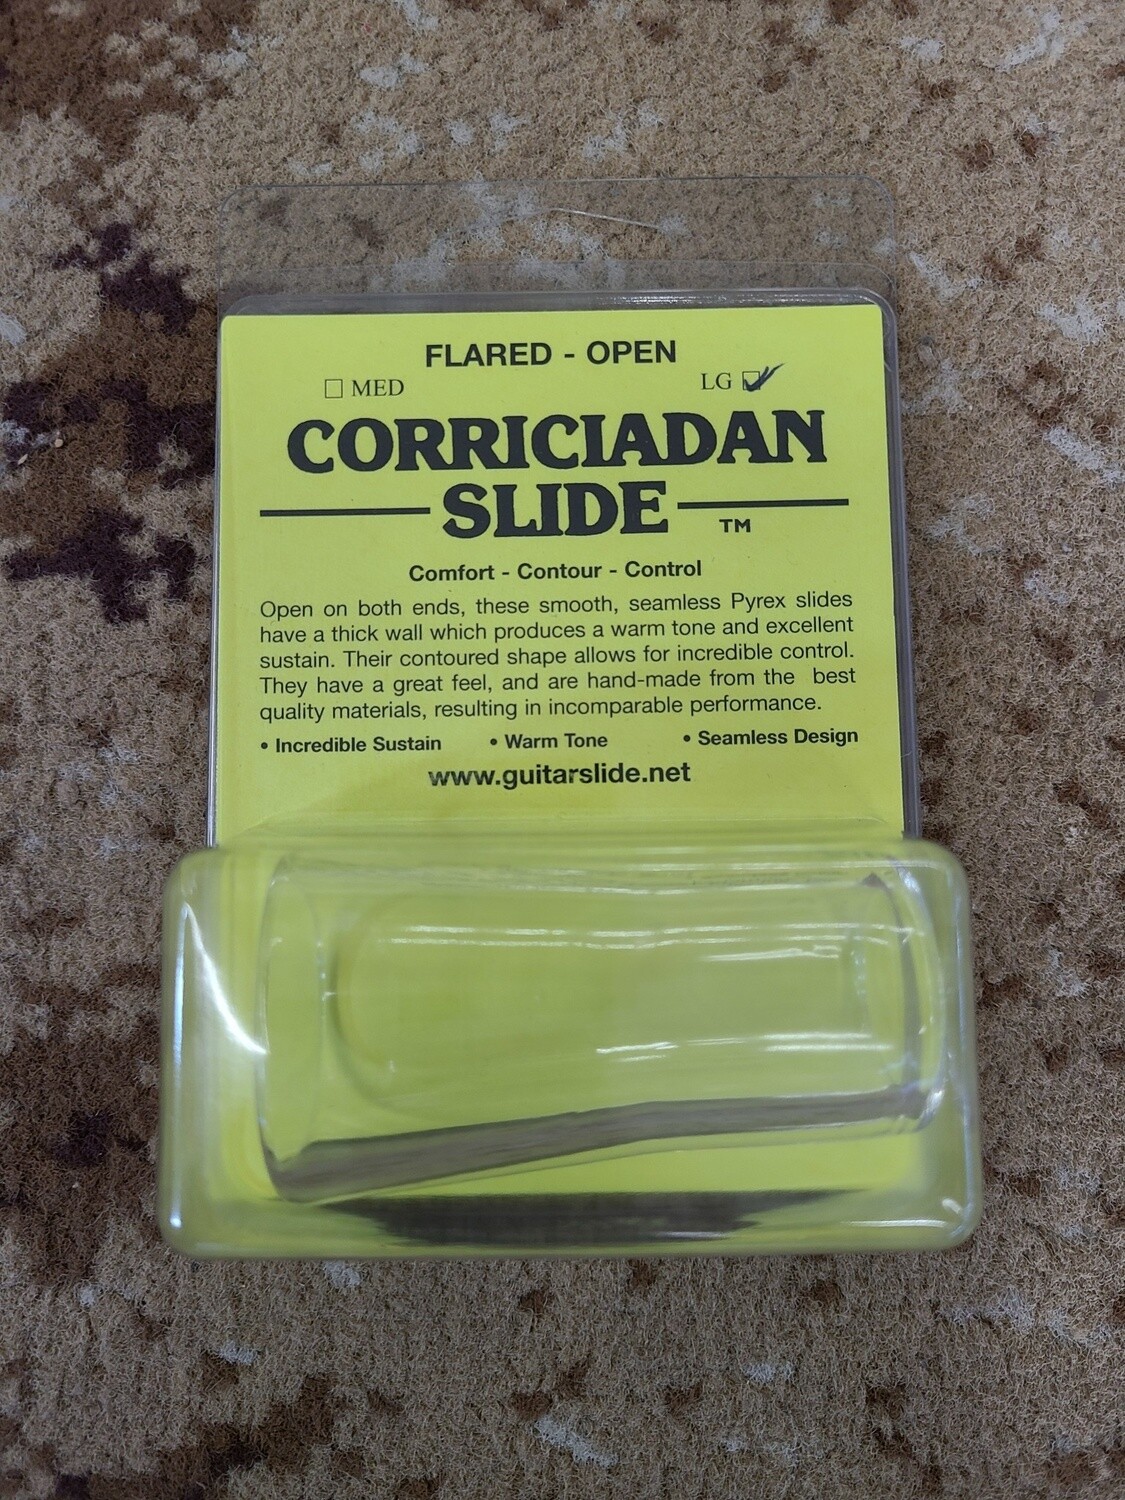 FLARED - OPEN
☐ MED LG ☑
CORRICIADAN
SLIDE ™
Comfort - Contour - Control
Open on both ends, these smooth, seamless Pyrex slides
have a thick wall which produces a warm tone and excellent
sustain. Their contoured shape allows for incredible control.
They have a great feel, and are hand-made from the best
quality materials, resulting in incomparable performance.
• Incredible Sustain • Warm Tone • Seamless Design
www.guitarslide.net